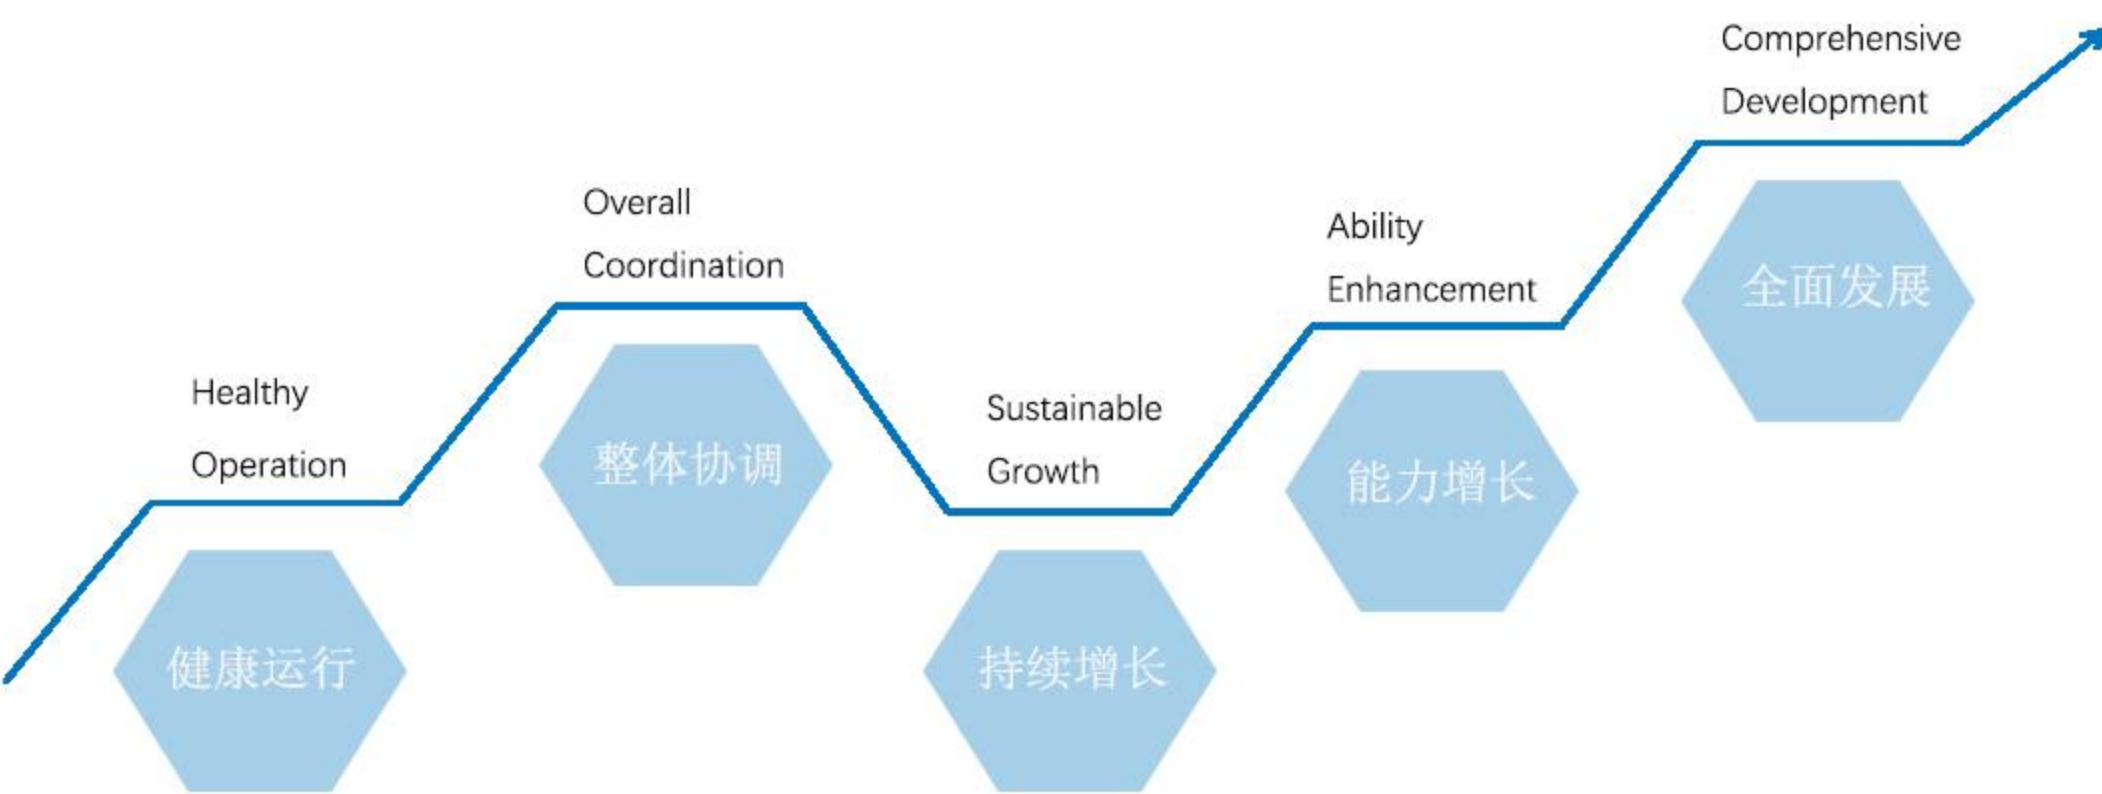 Healthy
Operation
健康运行
Overall
Coordination
整体协调
Sustainable
Growth
持续增长
Ability
Enhancement
能力增长
Comprehensive
Development
全面发展